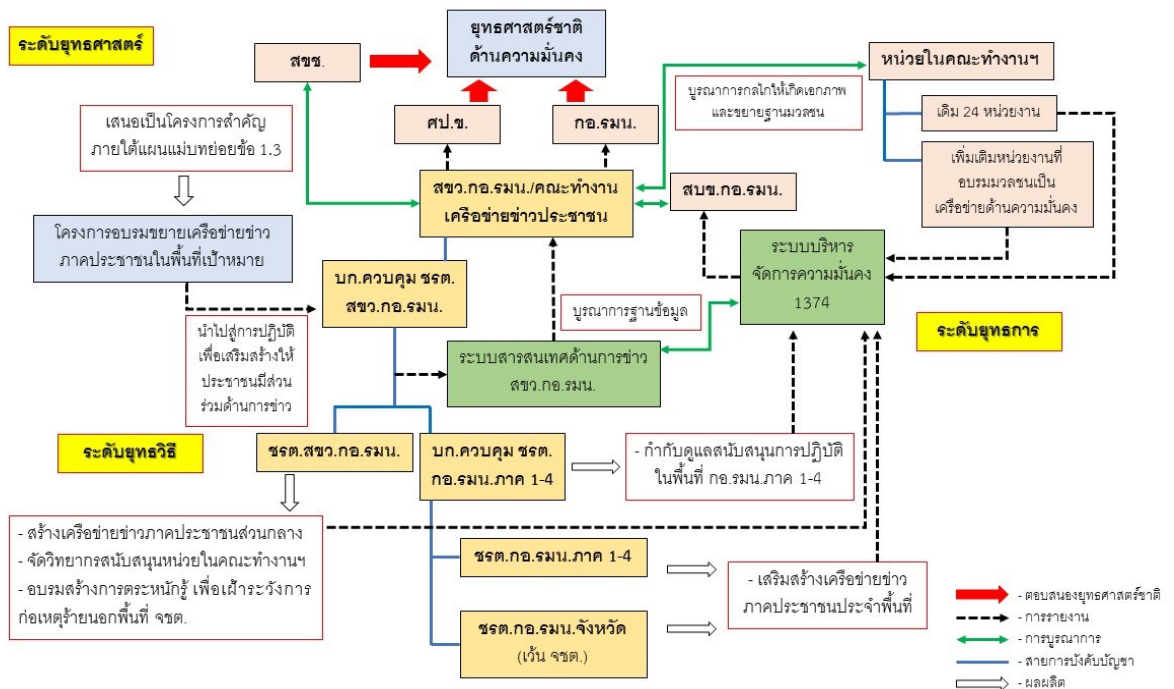 ระดับยุทธศาสตร์
ยุทธศาสตร์ชาติ
ด้านความมั่นคง
สขช.
หน่วยในคณะทำงานฯ
บูรณาการกลไกให้เกิดเอกภาพ
และขยายฐานมวลชน
เดิม 24 หน่วยงาน
เสนอเป็นโครงการสำคัญ
ภายใต้แผนแม่บทย่อยข้อ 1.3
ศป.ข.
กอ.รมน.
เพิ่มเติมหน่วยงานที่
อบรมมวลชนเป็น
เครือข่ายด้านความมั่นคง
สขว.กอ.รมน./คณะทำงาน
เครือข่ายข่าวประชาชน
สบข.กอ.รมน.
โครงการอบรมขยายเครือข่ายข่าว
ภาคประชาชนในพื้นที่เป้าหมาย
ระบบบริหาร
จัดการความมั่นคง
1374
บก.ควบคุม ชรต.
สขว.กอ.รมน.
บูรณาการฐานข้อมูล
ระดับยุทธการ
นำไปสู่การปฏิบัติ
เพื่อเสริมสร้างให้
ประชาชนมีส่วน
ร่วมด้านการข่าว
ระบบสารสนเทศด้านการข่าว
สขว.กอ.รมน.
ระดับยุทธวิธี
ชรต.สขว.กอ.รมน.
บก.ควบคุม ชรต.
กอ.รมน.ภาค 1-4
- กำกับดูแลสนับสนุนการปฏิบัติ
ในพื้นที่ กอ.รมน.ภาค 1-4
- สร้างเครือข่ายข่าวภาคประชาชนส่วนกลาง
- จัดวิทยากรสนับสนุนหน่วยในคณะทำงานฯ
- อบรมสร้างการตระหนักรู้ เพื่อเฝ้าระวังการ
ก่อเหตุร้ายนอกพื้นที่ จชต.
ชรต.กอ.รมน.ภาค 1-4
- เสริมสร้างเครือข่ายข่าว
ภาคประชาชนประจำพื้นที่
ชรต.กอ.รมน.จังหวัด
(เว้น จชต.)
- ตอบสนองยุทธศาสตร์ชาติ
- การรายงาน
- การบูรณาการ
- สายการบังคับบัญชา
- ผลผลิต